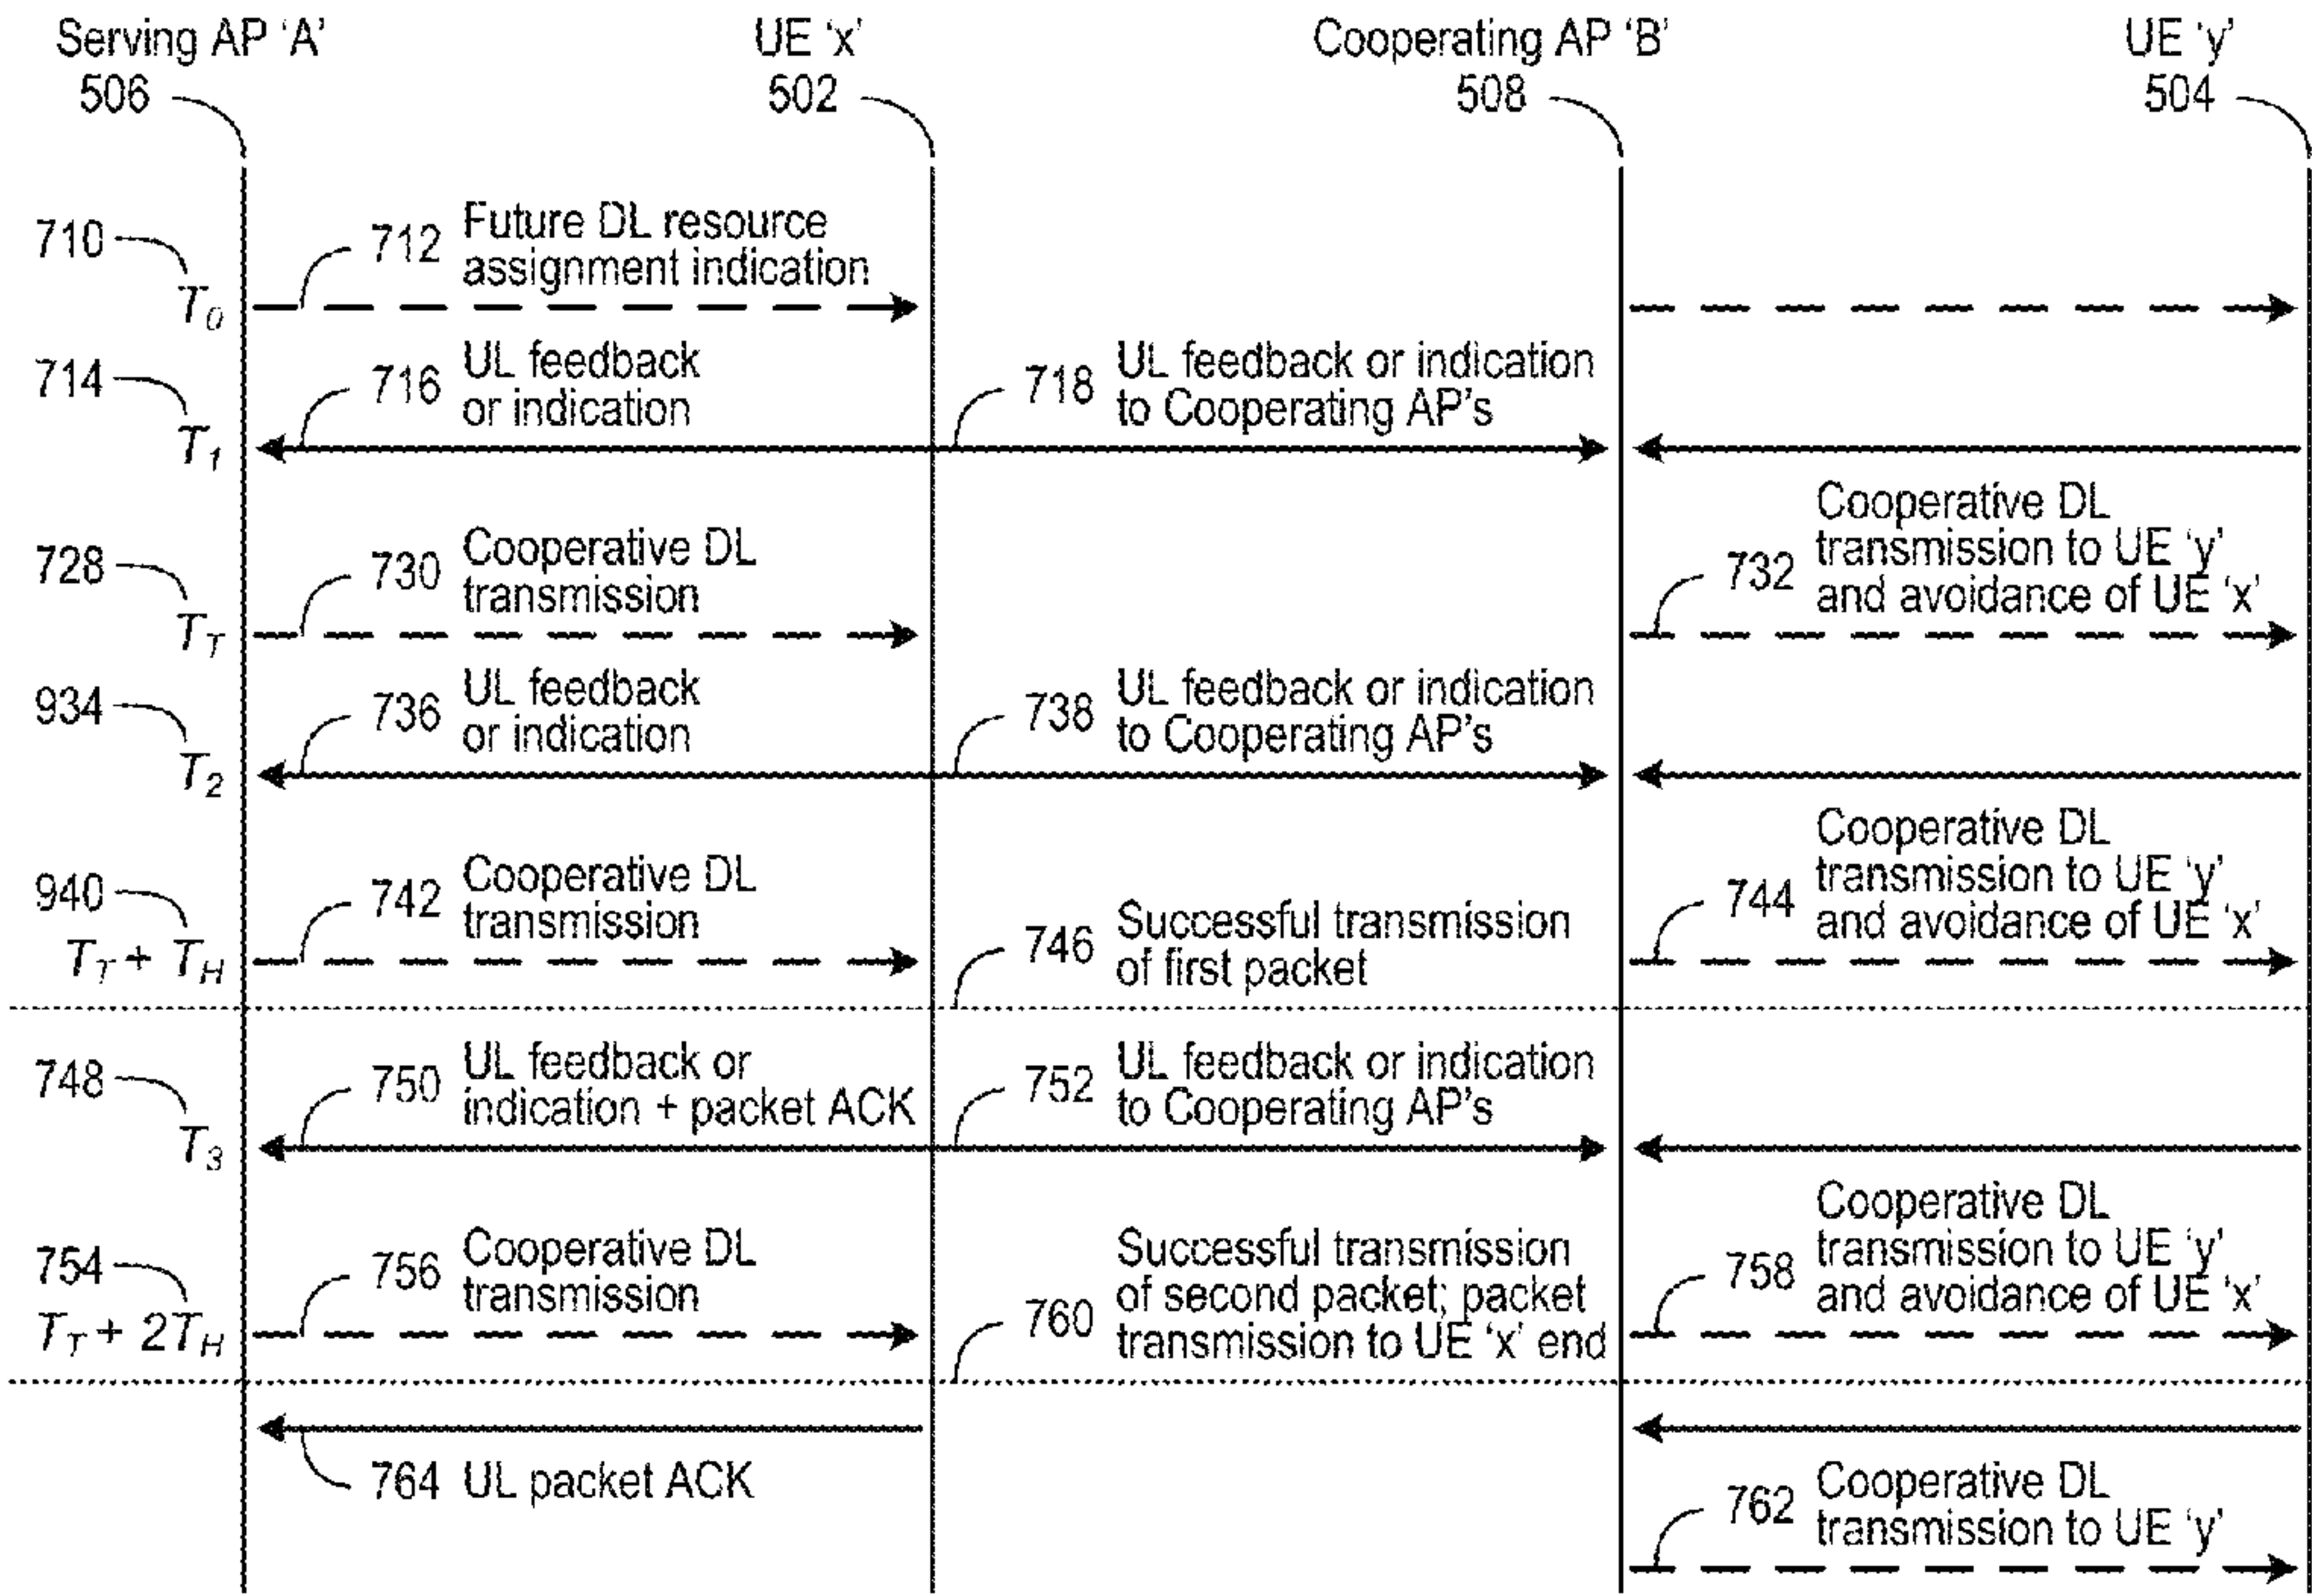 Serving AP ‘A’
506
UE ‘x’
502
Cooperating AP ‘B’
508
UE ‘y’
504
710
T0
712
Future DL resource
assignment indication
714
T1
716
UL feedback
or indication
718
UL feedback or indication
to Cooperating AP’s
728
TT
730
Cooperative DL
transmission
732
Cooperative DL
transmission to UE ‘y’
and avoidance of UE ‘x’
934
T2
736
UL feedback
or indication
738
UL feedback or indication
to Cooperating AP’s
940
TT + TH
742
Cooperative DL
transmission
746
Successful transmission
of first packet
744
Cooperative DL
transmission to UE ‘y’
and avoidance of UE ‘x’
748
T3
750
UL feedback or
indication + packet ACK
752
UL feedback or indication
to Cooperating AP’s
754
TT + 2TH
756
Cooperative DL
transmission
760
Successful transmission
of second packet; packet
transmission to UE ‘x’ end
758
Cooperative DL
transmission to UE ‘y’
and avoidance of UE ‘x’
764 UL packet ACK
762
Cooperative DL
transmission to UE ‘y’